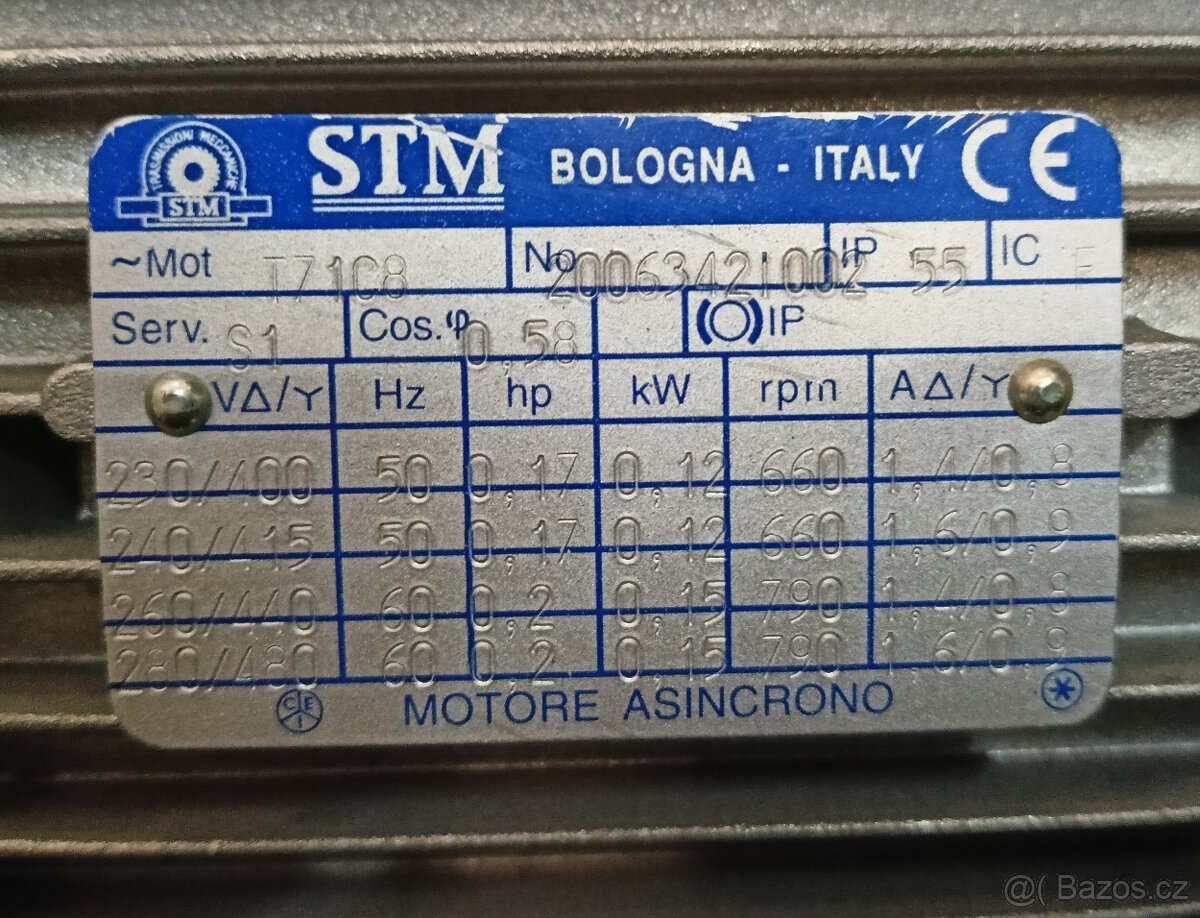 TRASMISSIONI MECCANICHE
STM
STM BOLOGNA - ITALY CE
~Mot T71C8 No 20063421002 IP 55 IC F
Serv. S1 Cos.φ 0,58 IP
VΔ/Y Hz hp kW rpm A Δ/Y
230/400 50 0,17 0,12 660 1,4/0,8
240/415 50 0,17 0,12 660 1,6/0,9
260/440 60 0,2 0,15 790 1,4/0,8
280/480 60 0,2 0,15 790 1,6/0,9
CEI MOTORE ASINCRONO
@( Bazos.cz